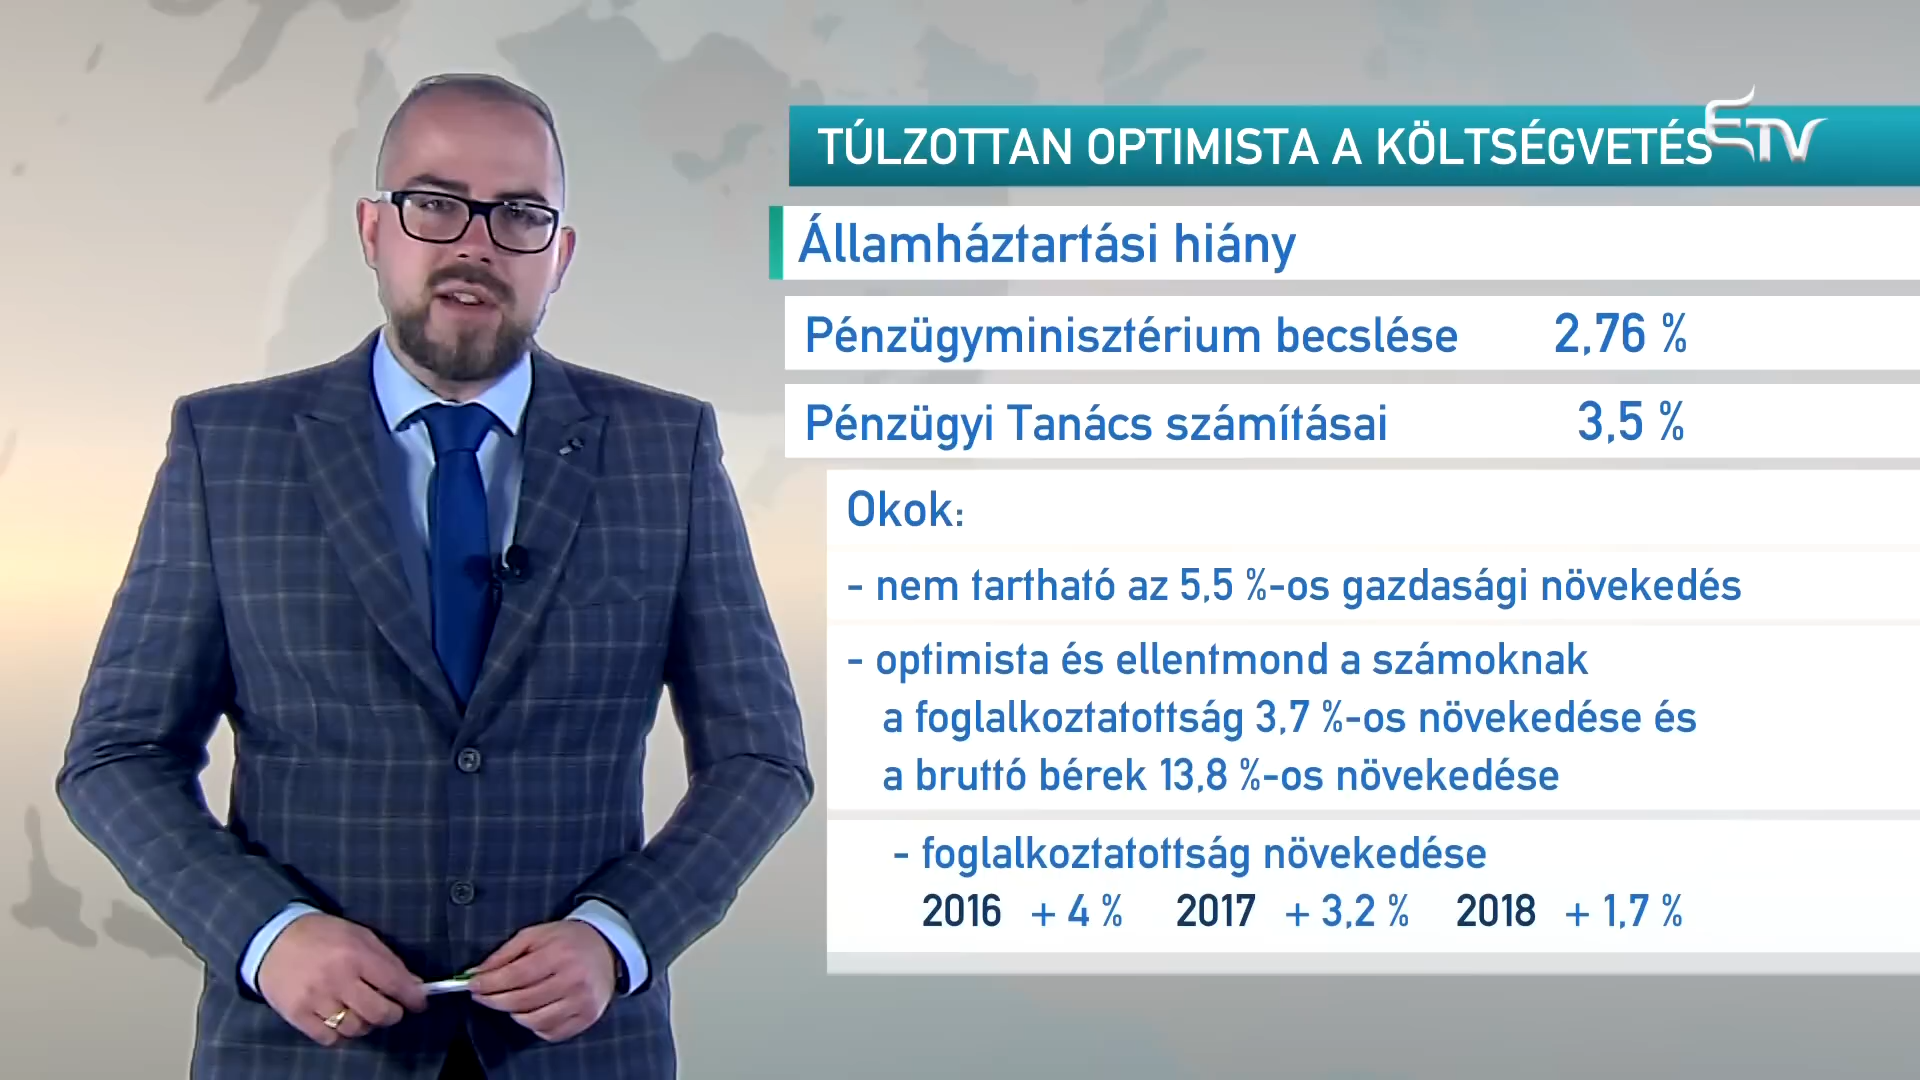 TÚLZOTTAN OPTIMISTA A KÖLTSÉGVETÉS
ETV
Államháztartási hiány
Pénzügyminisztérium becslése 2,76 %
Pénzügyi Tanács számításai 3,5 %
Okok:
- nem tartható az 5,5 %-os gazdasági növekedés
- optimista és ellentmond a számoknak
a foglalkoztatottság 3,7 %-os növekedése és
a bruttó bérek 13,8 %-os növekedése
- foglalkoztatottság növekedése
2016 + 4 % 2017 + 3,2 % 2018 + 1,7 %